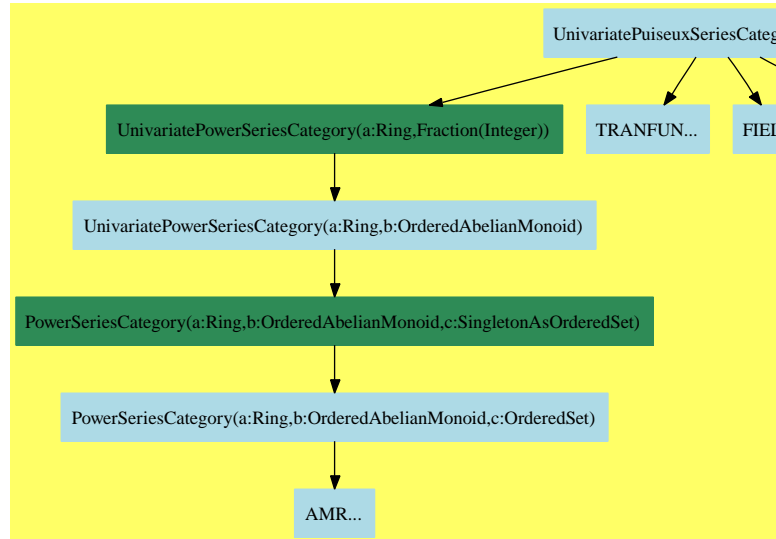 UnivariatePuiseuxSeriesCateg
UnivariatePowerSeriesCategory(a:Ring,Fraction(Integer))
TRANFUN...
FIEL
UnivariatePowerSeriesCategory(a:Ring,b:OrderedAbelianMonoid)
PowerSeriesCategory(a:Ring,b:OrderedAbelianMonoid,c:SingletonAsOrderedSet)
PowerSeriesCategory(a:Ring,b:OrderedAbelianMonoid,c:OrderedSet)
AMR...